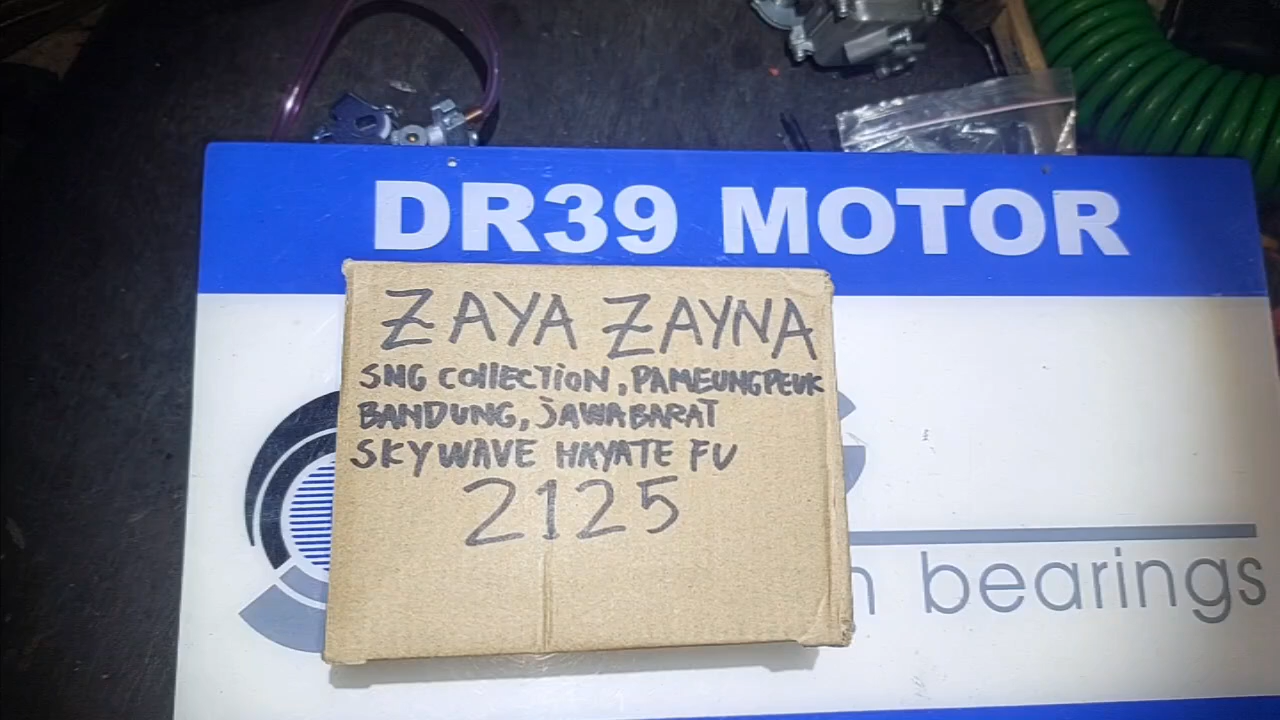 DR39 MOTOR
ZAYA ZAYNA
SNG COllECTiON, PAMEUNGPEUK
BANDUNG, JAWABARAT
SKYWAVE HAYATE FU
2125
bearings